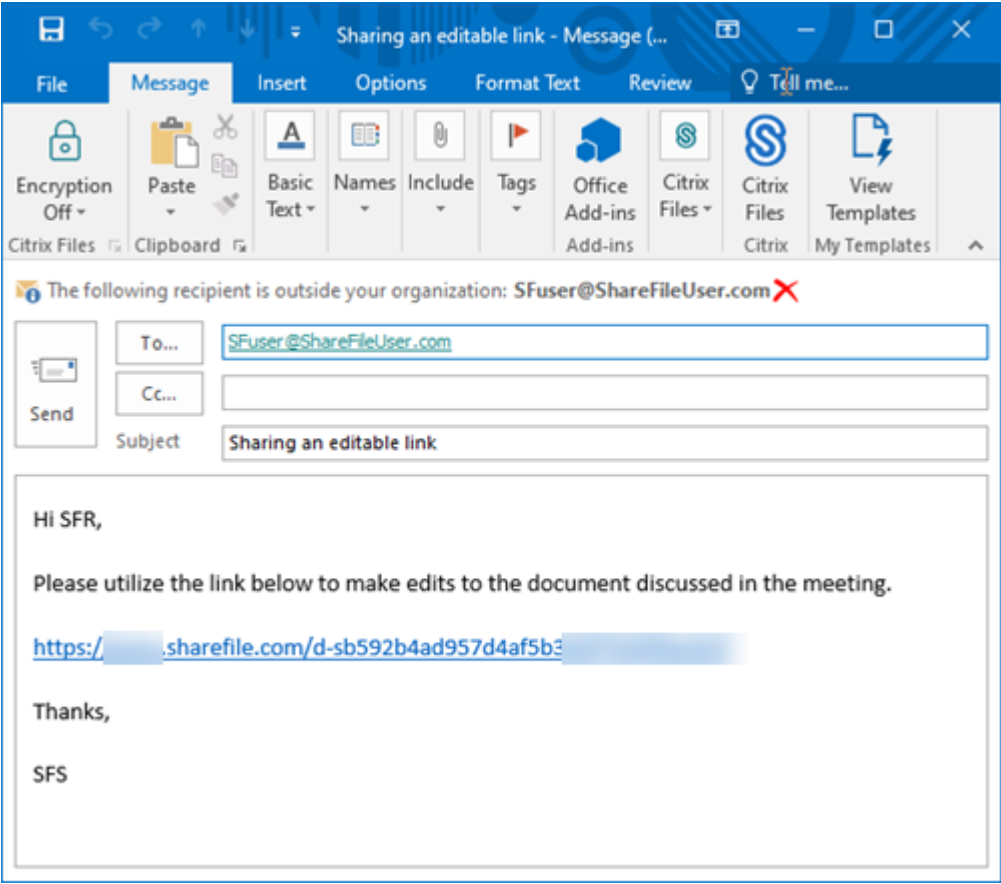 Sharing an editable link - Message (...
File Message Insert Options Format Text Review Tell me...
Encryption Off Paste Basic Text Names Include Tags Office Add-ins Citrix Files Citrix Files View Templates
Citrix Files Clipboard Add-ins Citrix My Templates
The following recipient is outside your organization: SFuser@ShareFileUser.com
To... SFuser@ShareFileUser.com
Cc...
Send
Subject Sharing an editable link
Hi SFR,
Please utilize the link below to make edits to the document discussed in the meeting.
https:/ .sharefile.com/d-sb592b4ad957d4af5b3
Thanks,
SFS